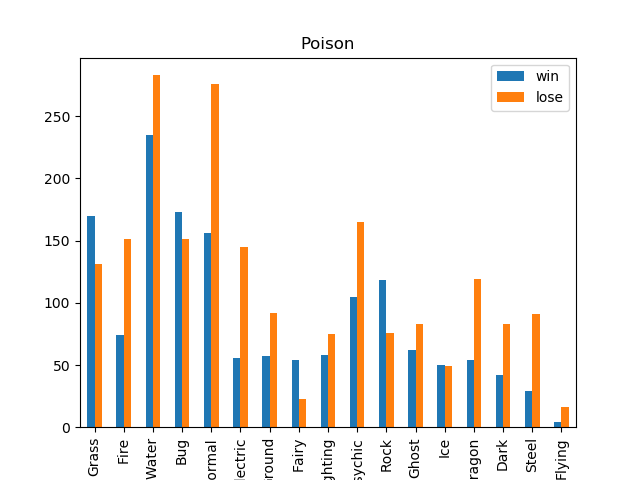 Poison
win
lose
250
200
150
100
50
0
Grass
Fire
Water
Bug
ormal
lectric
round
Fairy
ghting
sychic
Rock
Ghost
Ice
ragon
Dark
Steel
Flying